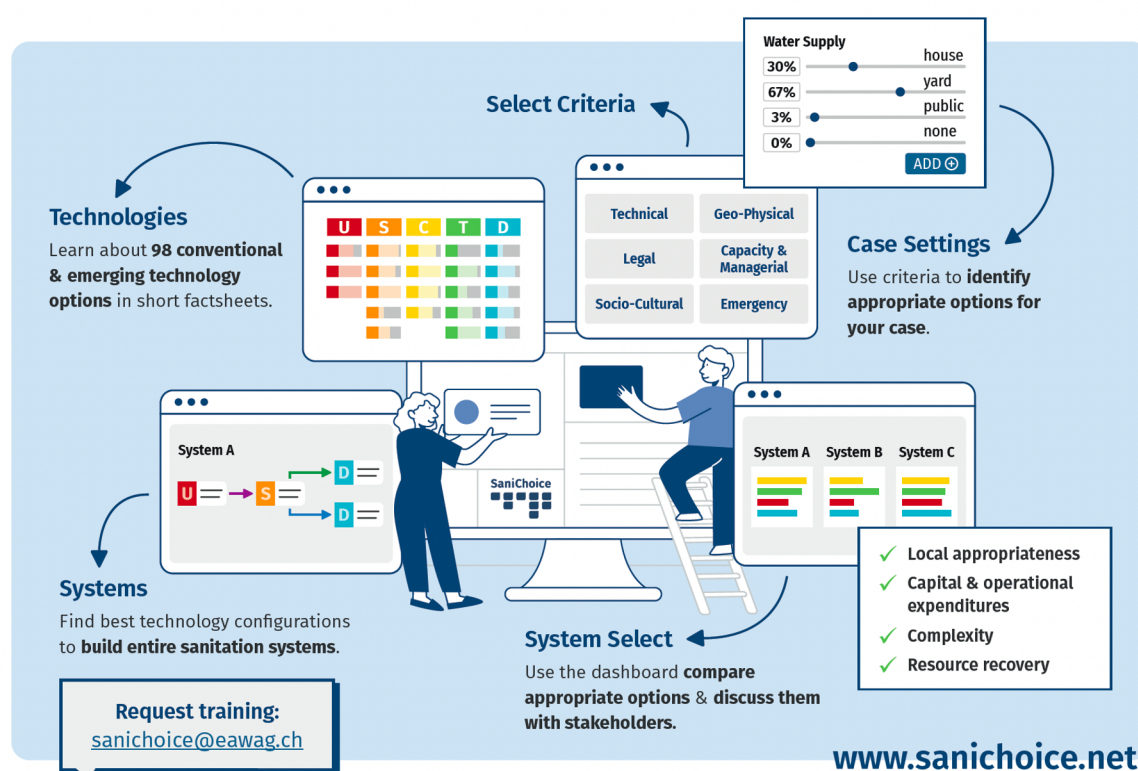 Water Supply
house
30%
yard
67%
public
3%
none
0%
ADD
Select Criteria
Technologies
Learn about 98 conventional
& emerging technology
options in short factsheets.
U S C T D
Technical
Geo-Physical
Legal
Capacity &
Managerial
Socio-Cultural
Emergency
Case Settings
Use criteria to identify
appropriate options for
your case.
System A
U
S
D
D
SaniChoice
System A System B System C
Systems
Find best technology configurations
to build entire sanitation systems.
System Select
Use the dashboard compare
appropriate options & discuss them
with stakeholders.
✓ Local appropriateness
✓ Capital & operational
expenditures
✓ Complexity
✓ Resource recovery
Request training:
sanichoice@eawag.ch
www.sanichoice.net